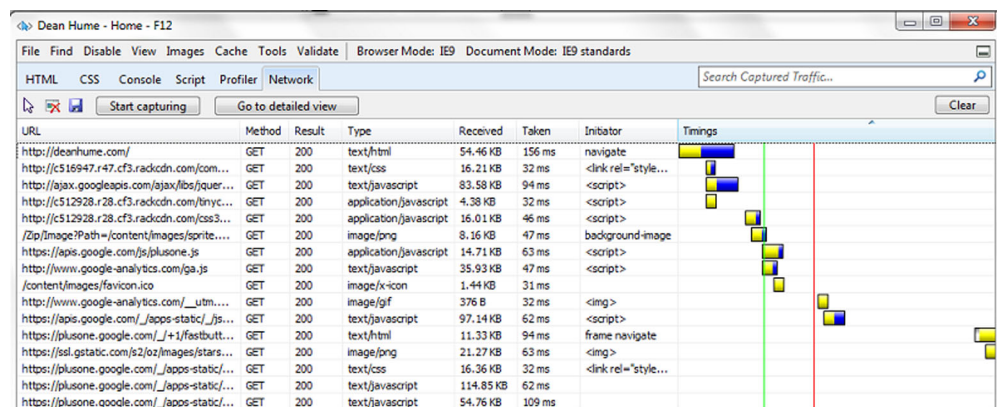 Dean Hume - Home - F12
File Find Disable View Images Cache Tools Validate Browser Mode: IE9 Document Mode: IE9 standards
HTML CSS Console Script Profiler Network Search Captured Traffic...
Start capturing Go to detailed view Clear
URL Method Result Type Received Taken Initiator Timings
http://deanhume.com/ GET 200 text/html 54.46 KB 156 ms navigate
http://c516947.r47.cf3.rackcdn.com/com... GET 200 text/css 16.21 KB 32 ms <link rel="style...
http://ajax.googleapis.com/ajax/libs/jquer... GET 200 text/javascript 83.58 KB 94 ms <script>
http://c512928.r28.cf3.rackcdn.com/tinyc... GET 200 application/javascript 4.38 KB 32 ms <script>
http://c512928.r28.cf3.rackcdn.com/css3... GET 200 text/javascript 16.01 KB 46 ms <script>
/Zip/Image?Path=/content/images/sprite.... GET 200 image/png 8.16 KB 47 ms background-image
https://apis.google.com/js/plusone.js GET 200 application/javascript 14.71 KB 63 ms <script>
http://www.google-analytics.com/ga.js GET 200 text/javascript 35.93 KB 47 ms <script>
/content/images/favicon.ico GET 200 image/x-icon 1.44 KB 31 ms
http://www.google-analytics.com/__utm.... GET 200 image/gif 376 B 32 ms <img>
https://apis.google.com/_/apps-static/_/js... GET 200 text/javascript 97.14 KB 62 ms <script>
https://plusone.google.com/_/+1/fastbutt... GET 200 text/html 11.33 KB 94 ms frame navigate
https://ssl.gstatic.com/s2/oz/images/stars... GET 200 image/png 21.27 KB 63 ms <img>
https://plusone.google.com/_/apps-static/... GET 200 text/css 16.36 KB 32 ms <link rel="style...
https://plusone.google.com/_/apps-static/... GET 200 text/javascript 114.85 KB 62 ms
https://plusone.google.com/_/apps-static/... GET 200 text/javascript 54.76 KB 109 ms